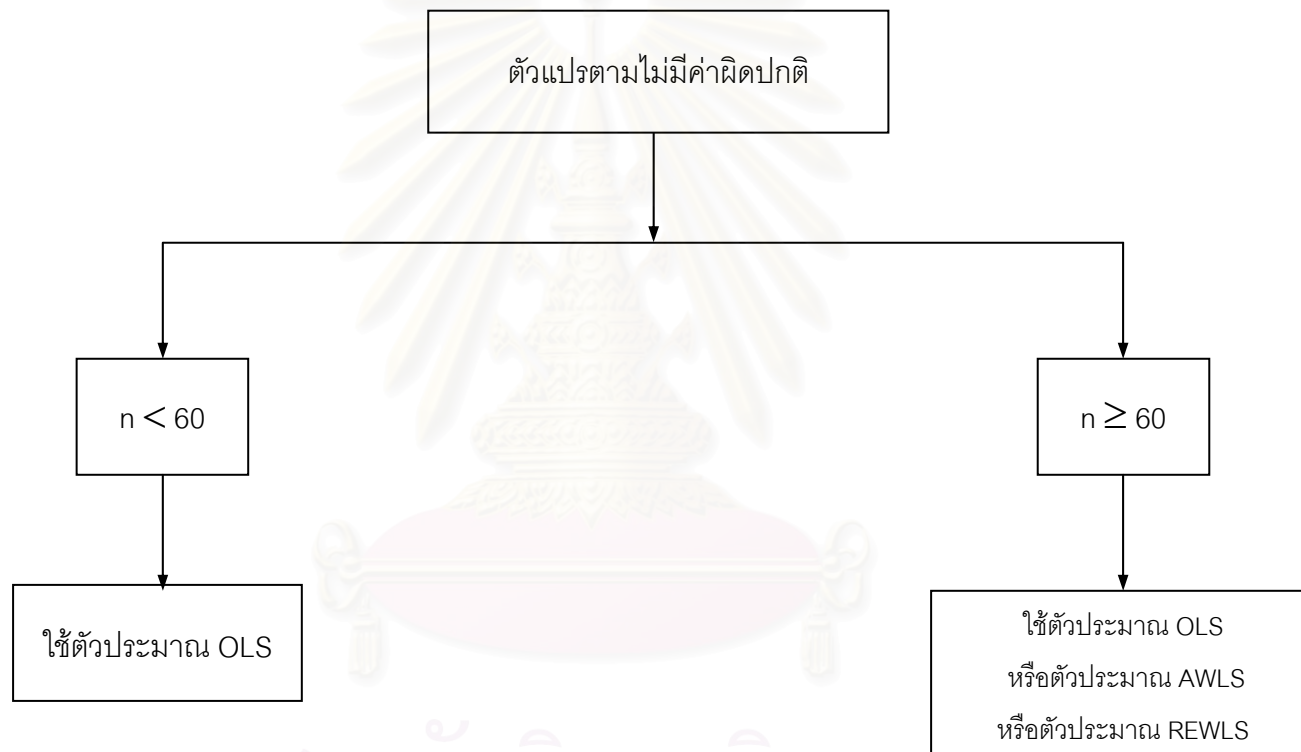 ตัวแปรตามไม่มีค่าผิดปกติ
n < 60
n ≥ 60
ใช้ตัวประมาณ OLS
ใช้ตัวประมาณ OLS
หรือตัวประมาณ AWLS
หรือตัวประมาณ REWLS